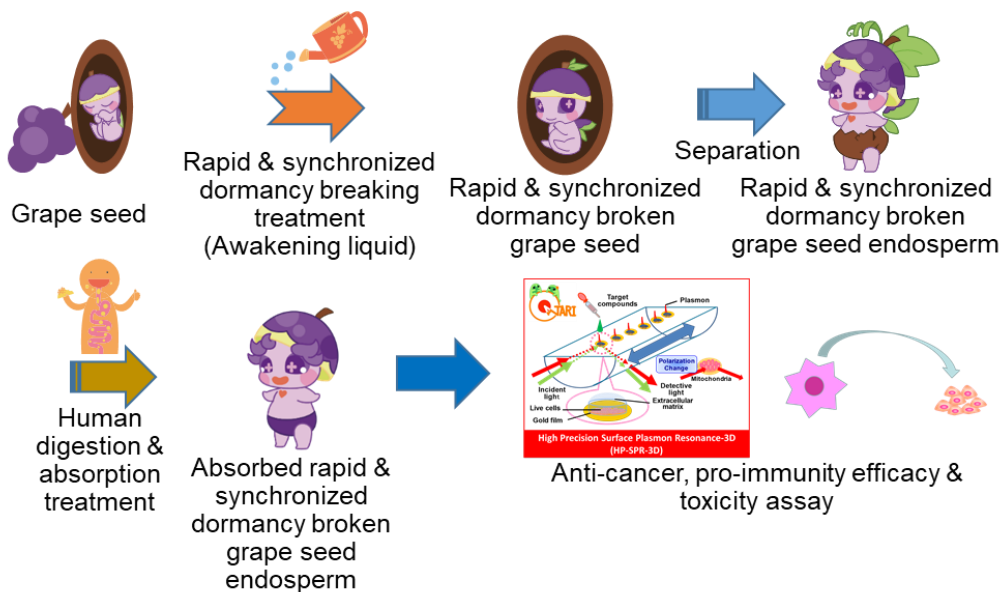 Grape seed
Rapid & synchronized
dormancy breaking
treatment
(Awakening liquid)
Rapid & synchronized
dormancy broken
grape seed
Separation
Rapid & synchronized
dormancy broken
grape seed endosperm
Human
digestion &
absorption
treatment
Absorbed rapid &
synchronized
dormancy broken
grape seed
endosperm
TARI
Target
compounds
Plasmon
Polarization
Change
Mitochondria
Incident
light
Detective
light
Extracellular
matrix
Live cells
Gold film
High Precision Surface Plasmon Resonance-3D
(HP-SPR-3D)
Anti-cancer, pro-immunity efficacy &
toxicity assay